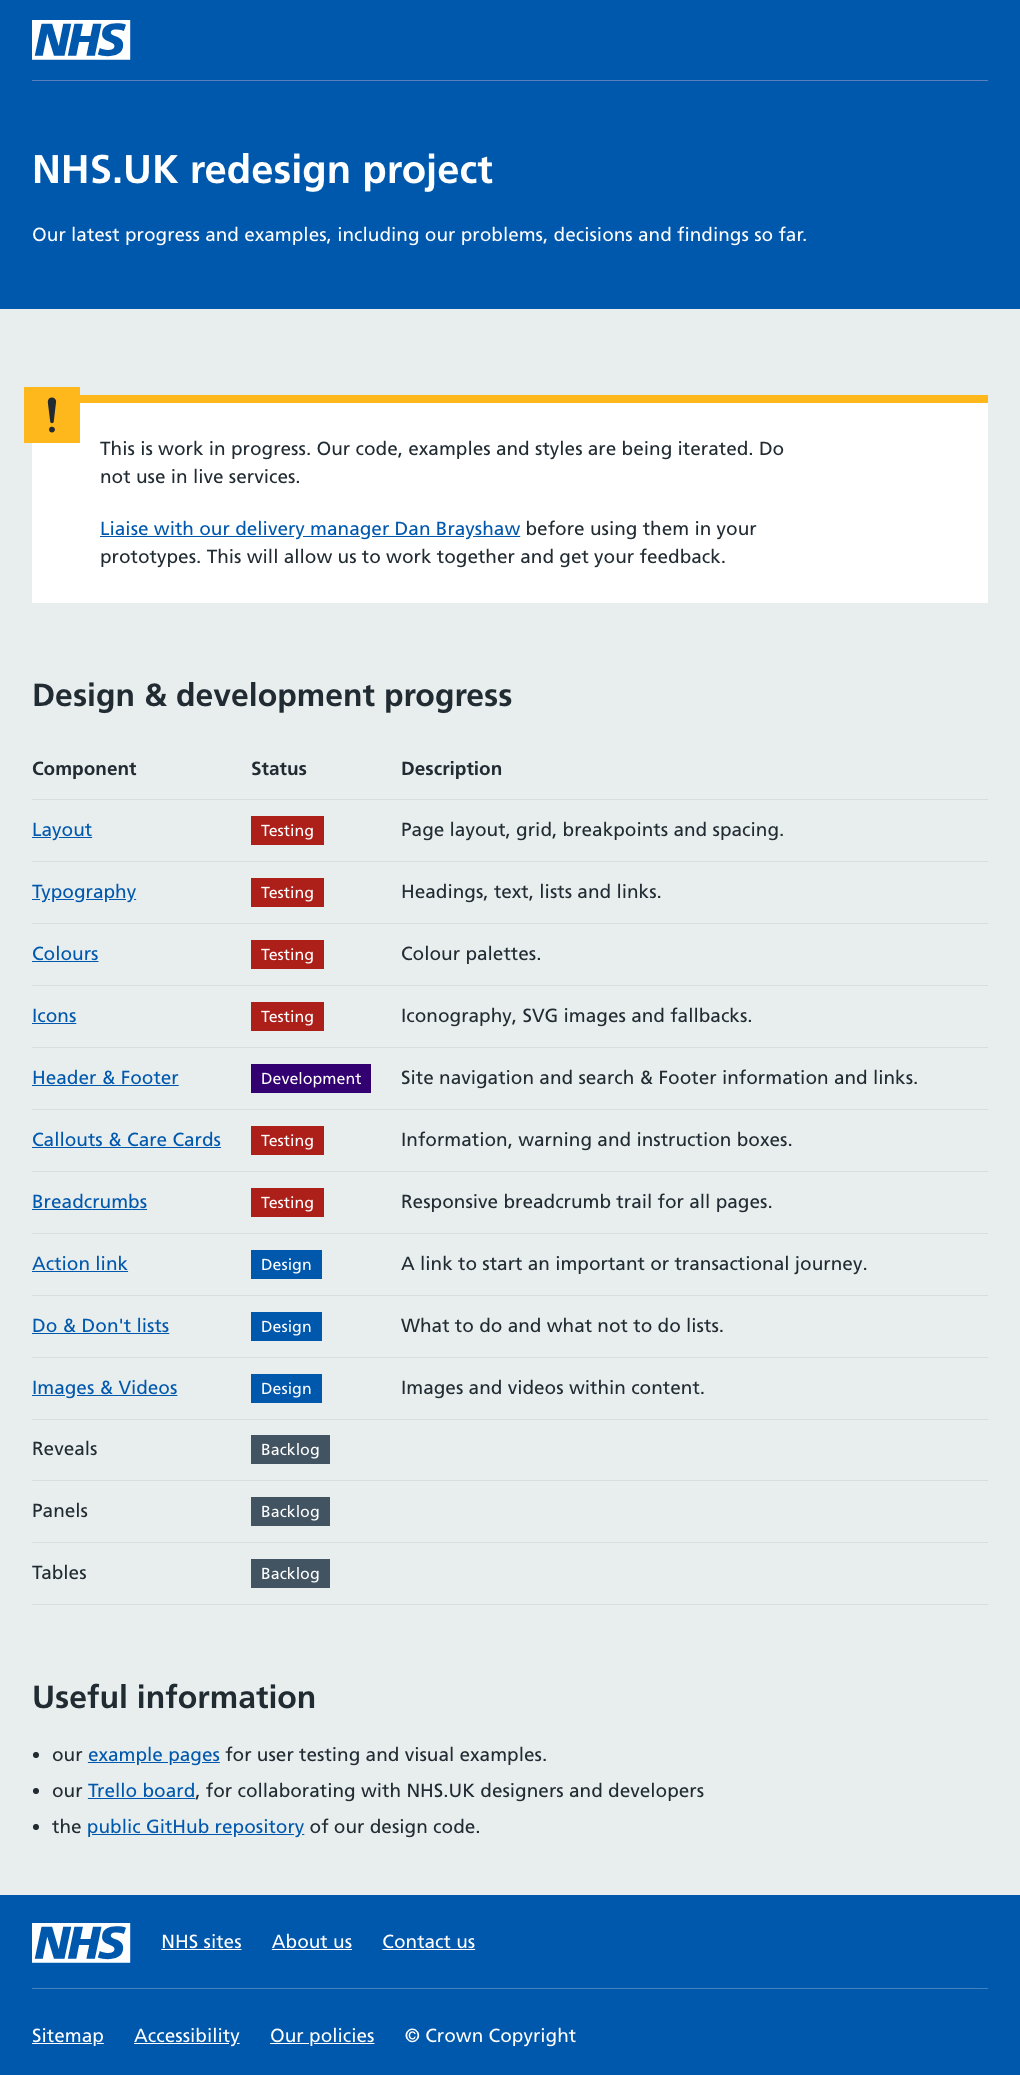 NHS
NHS.UK redesign project
Our latest progress and examples, including our problems, decisions and findings so far.
!
This is work in progress. Our code, examples and styles are being iterated. Do
not use in live services.
Liaise with our delivery manager Dan Brayshaw before using them in your
prototypes. This will allow us to work together and get your feedback.
Design & development progress
Component Status Description
Layout Testing Page layout, grid, breakpoints and spacing.
Typography Testing Headings, text, lists and links.
Colours Testing Colour palettes.
Icons Testing Iconography, SVG images and fallbacks.
Header & Footer Development Site navigation and search & Footer information and links.
Callouts & Care Cards Testing Information, warning and instruction boxes.
Breadcrumbs Testing Responsive breadcrumb trail for all pages.
Action link Design A link to start an important or transactional journey.
Do & Don't lists Design What to do and what not to do lists.
Images & Videos Design Images and videos within content.
Reveals Backlog
Panels Backlog
Tables Backlog
Useful information
• our example pages for user testing and visual examples.
• our Trello board, for collaborating with NHS.UK designers and developers
• the public GitHub repository of our design code.
NHS NHS sites About us Contact us
Sitemap Accessibility Our policies © Crown Copyright